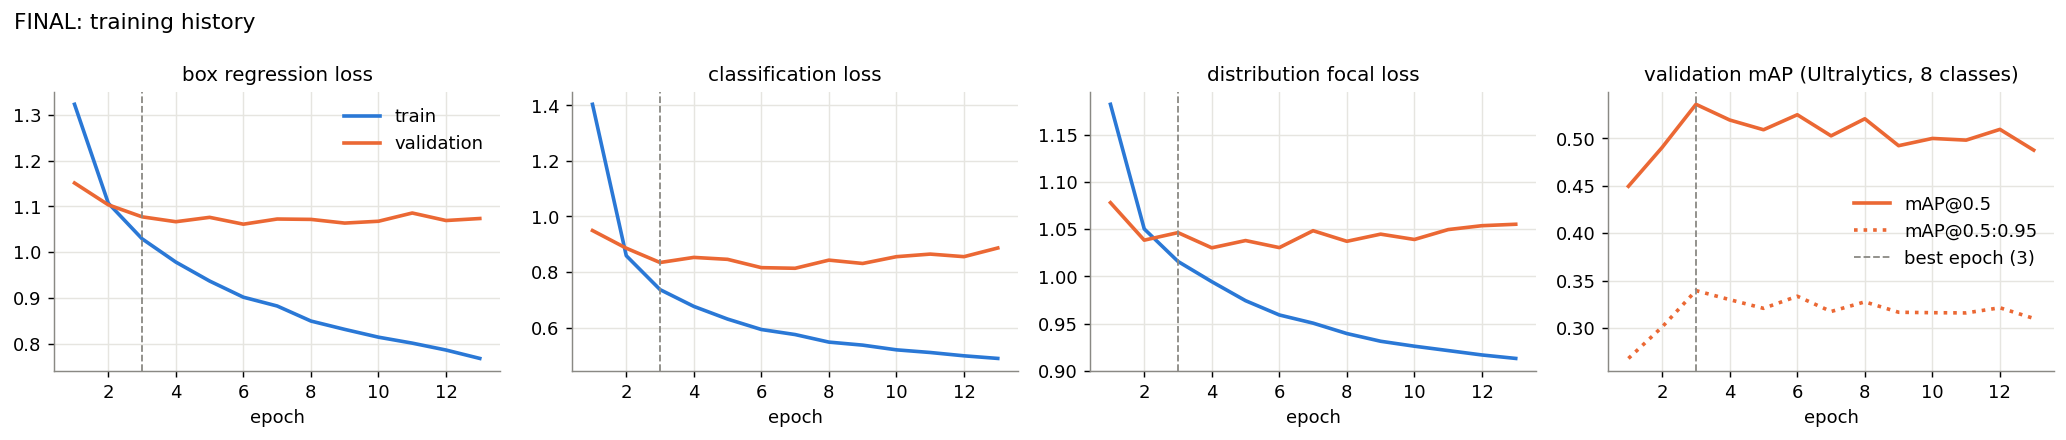 FINAL: training history
box regression loss
1.3
1.2
1.1
1.0
0.9
0.8
train
validation
2 4 6 8 10 12
epoch
classification loss
1.4
1.2
1.0
0.8
0.6
2 4 6 8 10 12
epoch
distribution focal loss
1.15
1.10
1.05
1.00
0.95
0.90
2 4 6 8 10 12
epoch
validation mAP (Ultralytics, 8 classes)
0.50
0.45
0.40
0.35
0.30
mAP@0.5
mAP@0.5:0.95
best epoch (3)
2 4 6 8 10 12
epoch